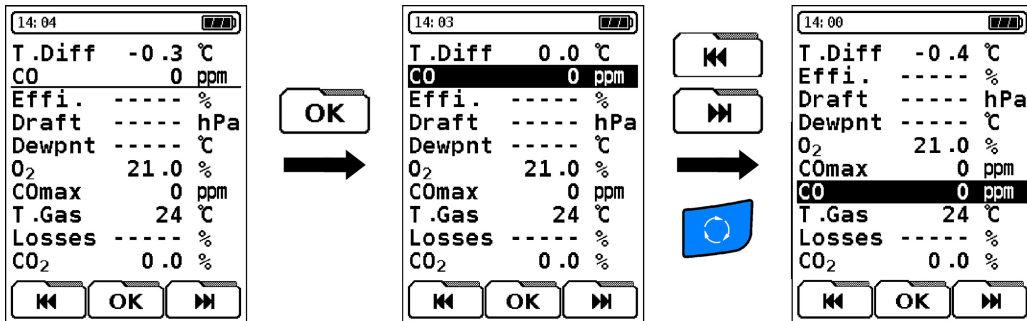 14:04
T.Diff -0.3 ℃
CO 0 ppm
Effi. ----- %
Draft ----- hPa
Dewpnt ----- ℃
O₂ 21.0 %
COmax 0 ppm
T.Gas 24 ℃
Losses ----- %
CO₂ 0.0 %
OK
OK
14:03
T.Diff 0.0 ℃
CO 0 ppm
Effi. ----- %
Draft ----- hPa
Dewpnt ----- ℃
O₂ 21.0 %
COmax 0 ppm
T.Gas 24 ℃
Losses ----- %
CO₂ 0.0 %
OK
14:00
T.Diff -0.4 ℃
Effi. ----- %
Draft ----- hPa
Dewpnt ----- ℃
O₂ 21.0 %
COmax 0 ppm
CO 0 ppm
T.Gas 24 ℃
Losses ----- %
CO₂ 0.0 %
OK